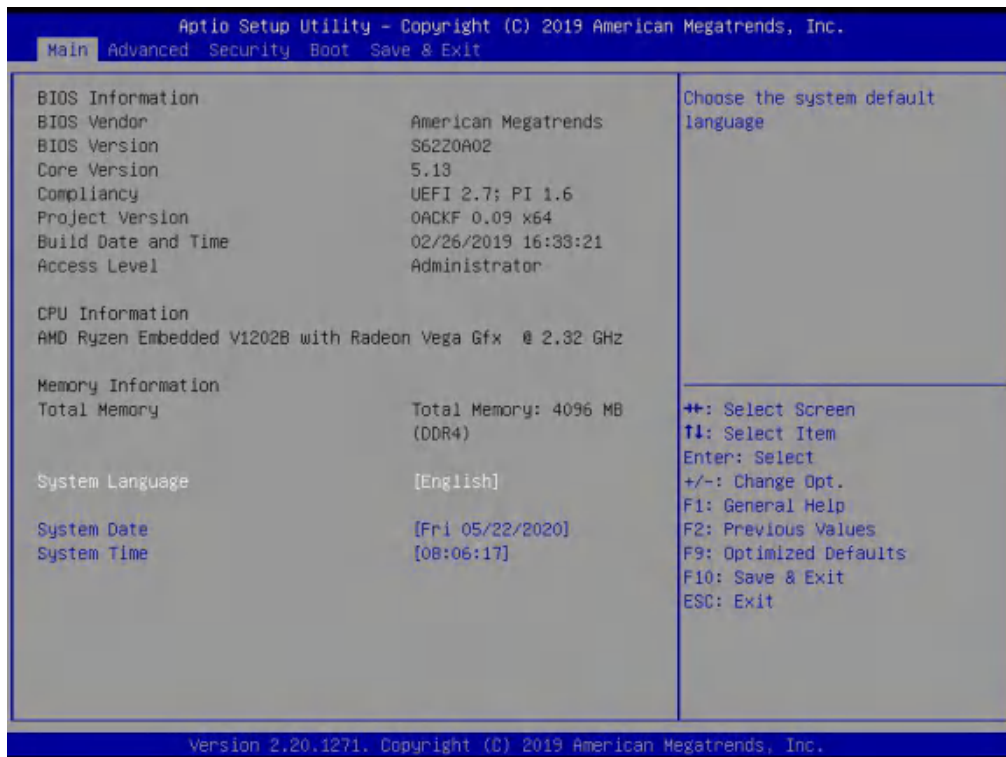 Aptio Setup Utility – Copyright (C) 2019 American Megatrends, Inc.
Main Advanced Security Boot Save & Exit
BIOS Information
BIOS Vendor American Megatrends
BIOS Version S62Z0A02
Core Version 5.13
Compliancy UEFI 2.7; PI 1.6
Project Version OACKF 0.09 x64
Build Date and Time 02/26/2019 16:33:21
Access Level Administrator
CPU Information
AMD Ryzen Embedded V1202B with Radeon Vega Gfx @ 2.32 GHz
Memory Information
Total Memory Total Memory: 4096 MB
(DDR4)
System Language [English]
System Date [Fri 05/22/2020]
System Time [08:06:17]
Choose the system default
language
→←: Select Screen
↑↓: Select Item
Enter: Select
+/-: Change Opt.
F1: General Help
F2: Previous Values
F9: Optimized Defaults
F10: Save & Exit
ESC: Exit
Version 2.20.1271. Copyright (C) 2019 American Megatrends, Inc.